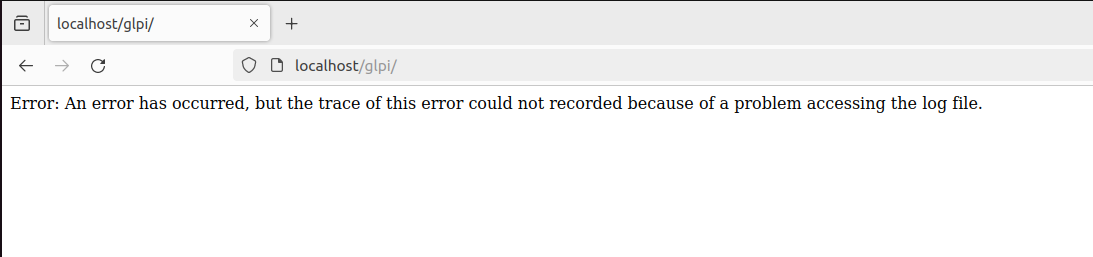 localhost/glpi/
localhost/glpi/
Error: An error has occurred, but the trace of this error could not recorded because of a problem accessing the log file.